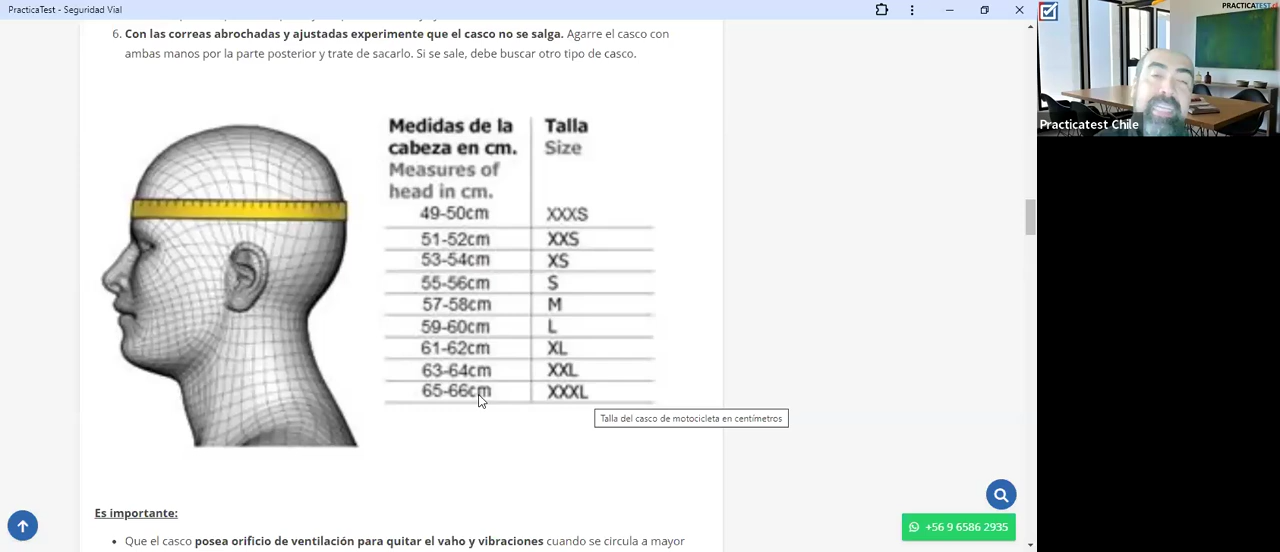 PracticaTest - Seguridad Vial
6. Con las correas abrochadas y ajustadas experimente que el casco no se salga. Agarre el casco con
ambas manos por la parte posterior y trate de sacarlo. Si se sale, debe buscar otro tipo de casco.
Medidas de la Talla
cabeza en cm. Size
Measures of
head in cm.
49-50cm XXXS
51-52cm XXS
53-54cm XS
55-56cm S
57-58cm M
59-60cm L
61-62cm XL
63-64cm XXL
65-66cm XXXL
Talla del casco de motocicleta en centímetros
Es importante:
• Que el casco posea orificio de ventilación para quitar el vaho y vibraciones cuando se circula a mayor
+56 9 6586 2935
PRACTICATEST
Practicatest Chile